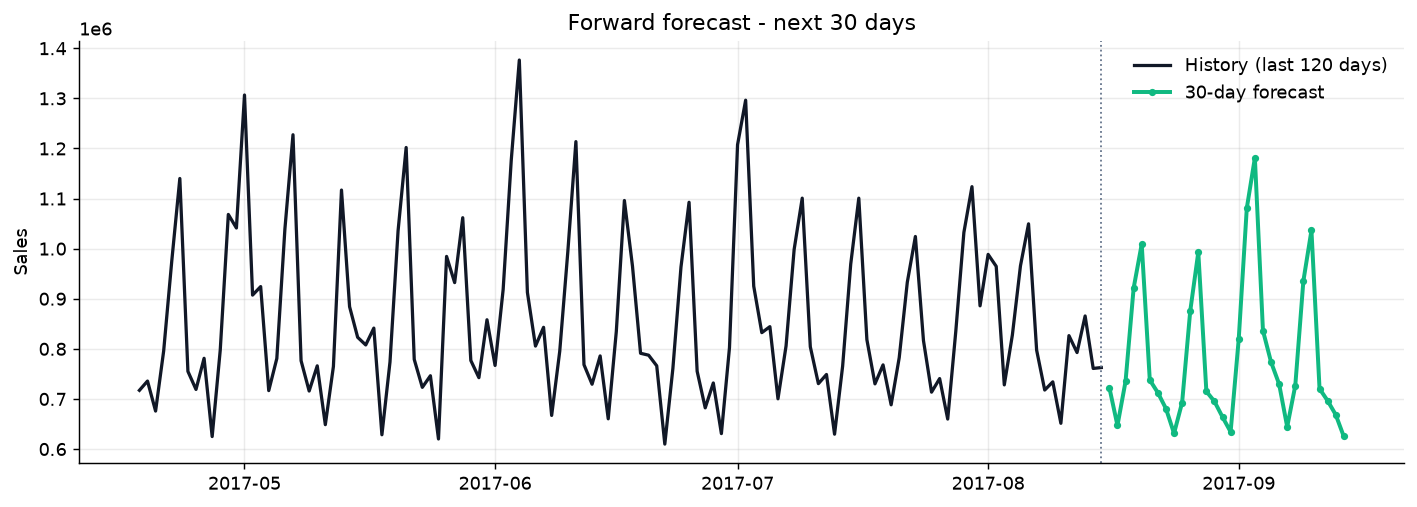 Forward forecast - next 30 days
1e6
1.4
1.3
1.2
1.1
1.0
0.9
0.8
0.7
0.6
Sales
History (last 120 days)
30-day forecast
2017-05
2017-06
2017-07
2017-08
2017-09